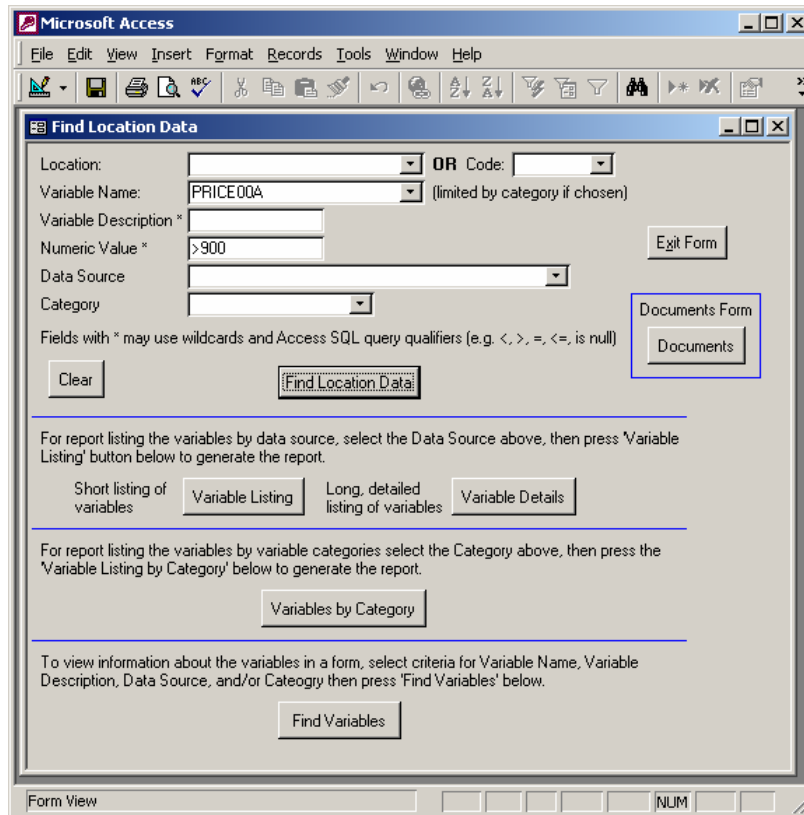 Microsoft Access
File Edit View Insert Format Records Tools Window Help
Find Location Data
Location: OR Code:
Variable Name: PRICE00A (limited by category if chosen)
Variable Description *
Numeric Value * >900
Exit Form
Data Source
Category
Documents Form
Fields with * may use wildcards and Access SQL query qualifiers (e.g. <, >, =, <=, is null)
Documents
Clear Find Location Data
For report listing the variables by data source, select the Data Source above, then press 'Variable
Listing' button below to generate the report.
Short listing of
variables
Variable Listing
Long, detailed
listing of variables
Variable Details
For report listing the variables by variable categories select the Category above, then press the
'Variable Listing by Category' below to generate the report.
Variables by Category
To view information about the variables in a form, select criteria for Variable Name, Variable
Description, Data Source, and/or Cateogry then press 'Find Variables' below.
Find Variables
Form View NUM